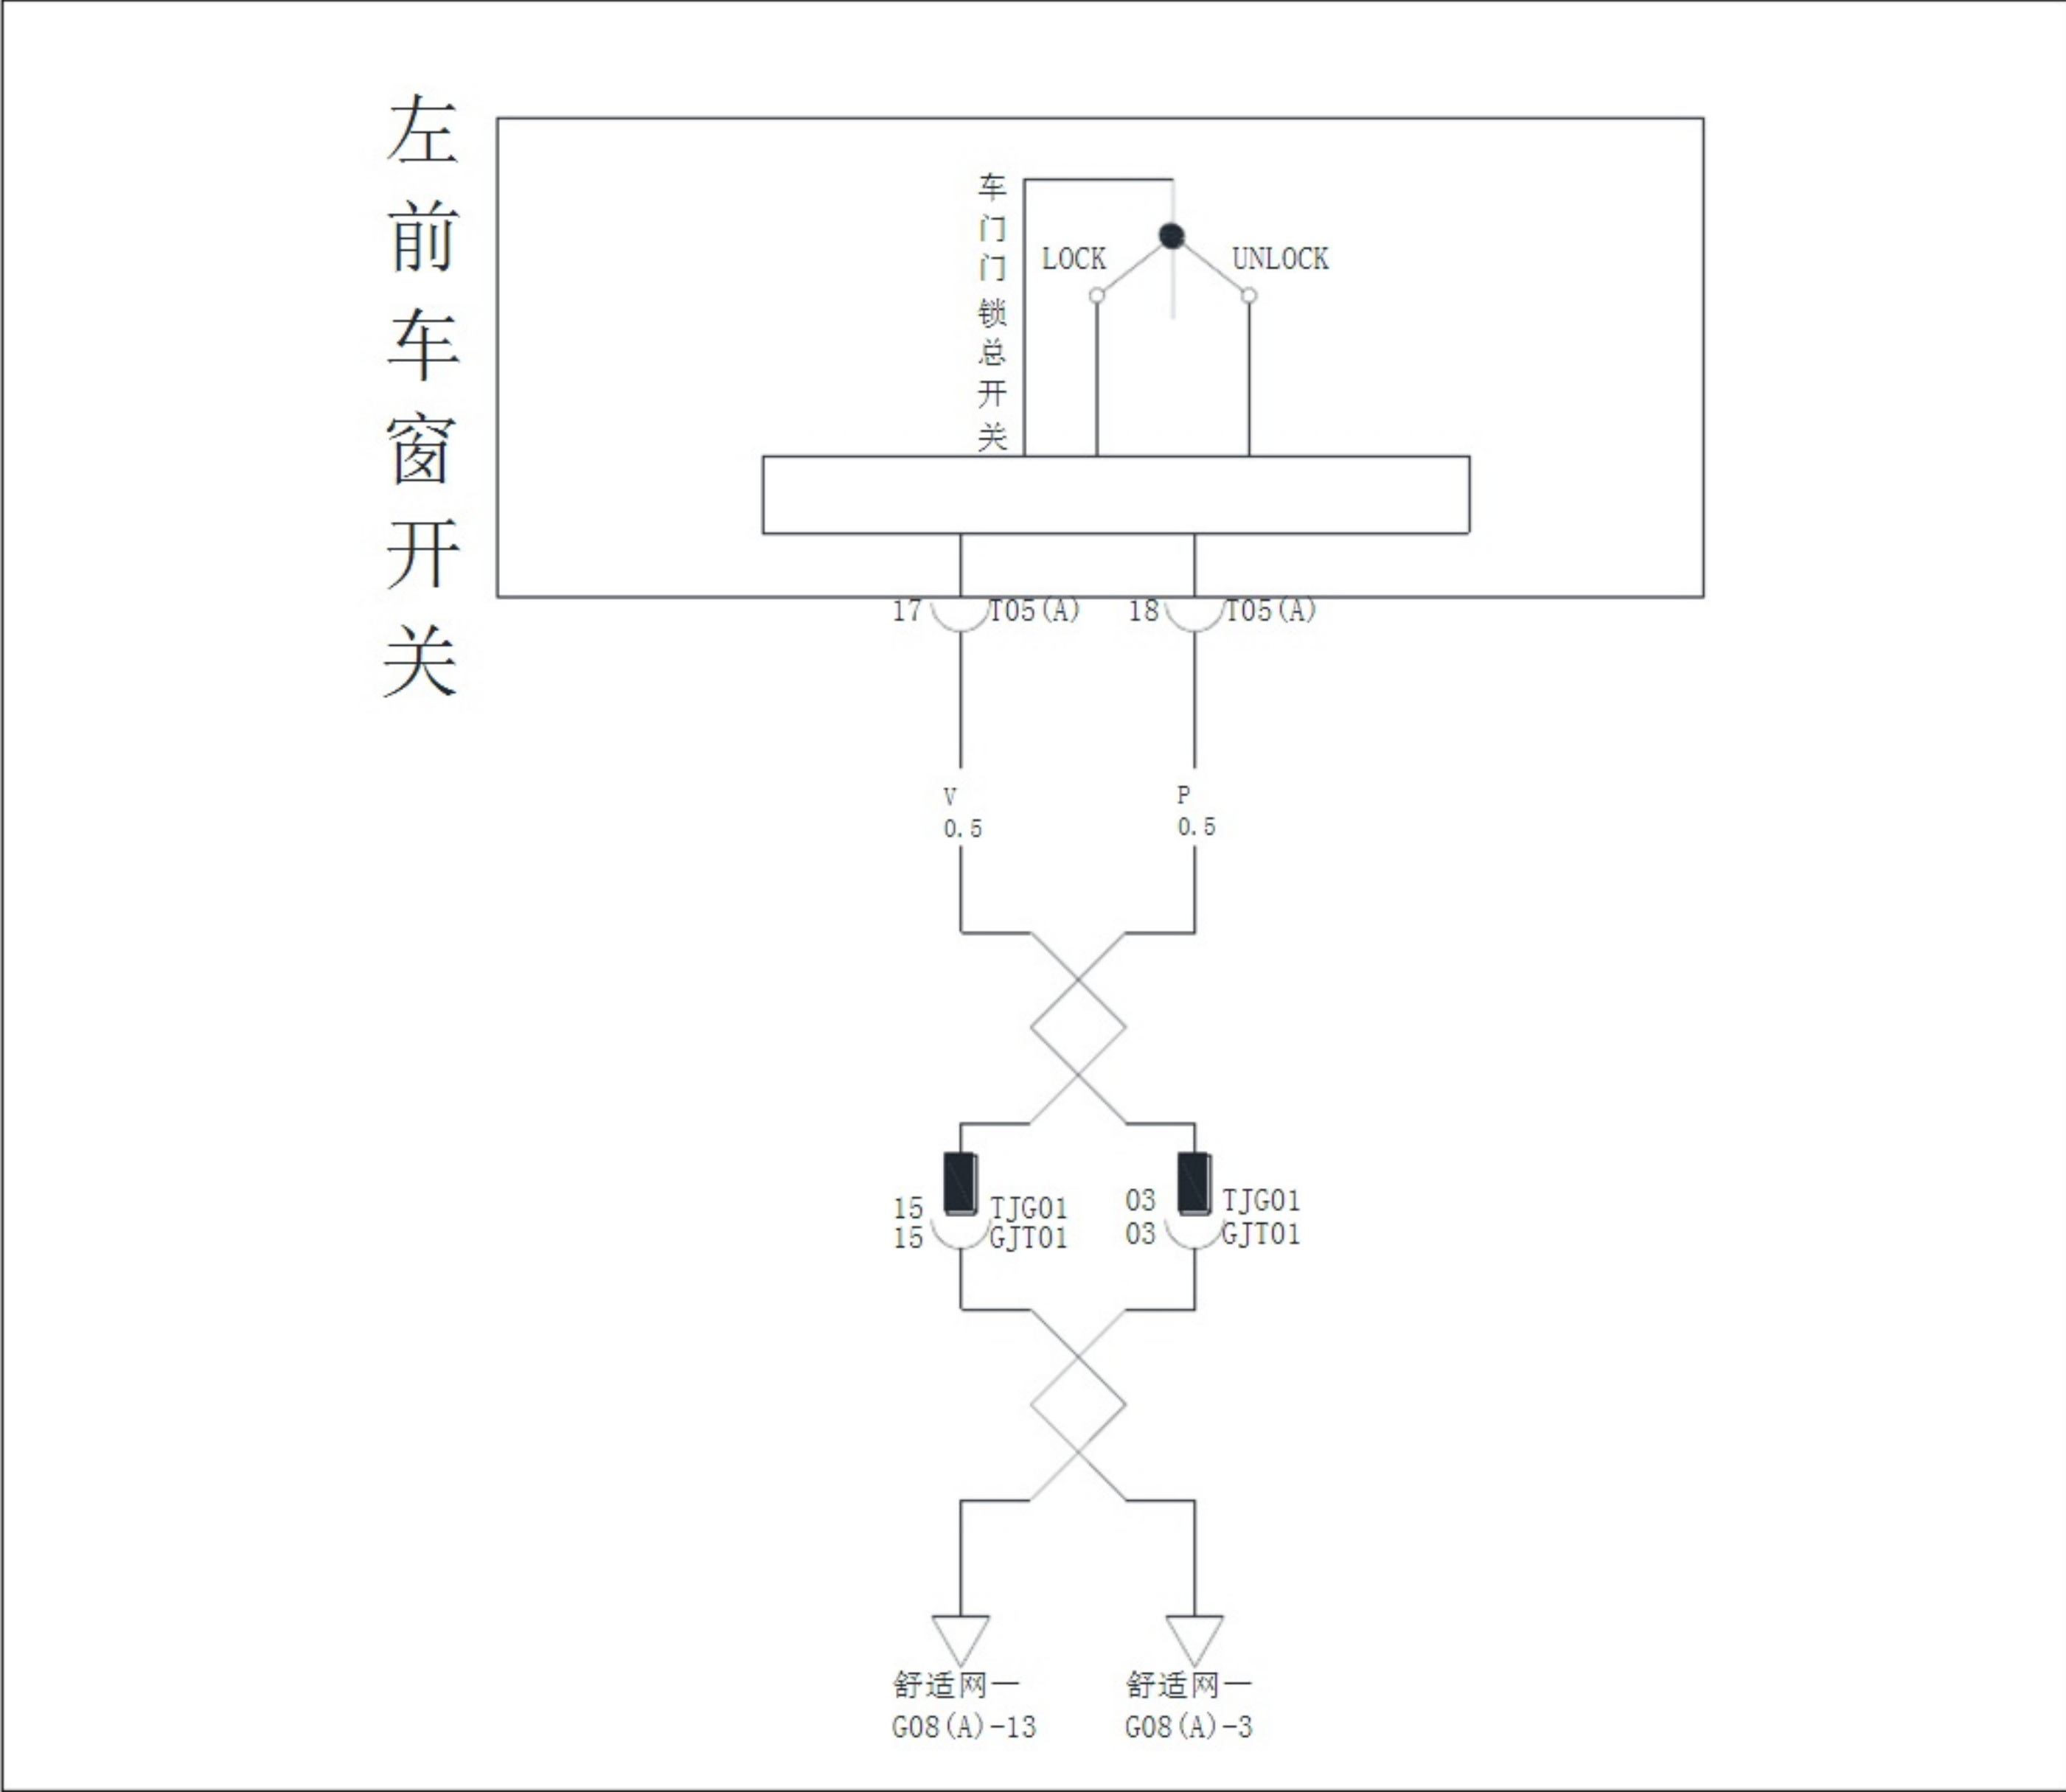 左前车窗开关
车门门锁总开关
LOCK
UNLOCK
17
T05(A)
18
T05(A)
V
0.5
P
0.5
15
TJG01
03
TJG01
15
GJT01
03
GJT01
舒适网一
G08(A)-13
舒适网一
G08(A)-3